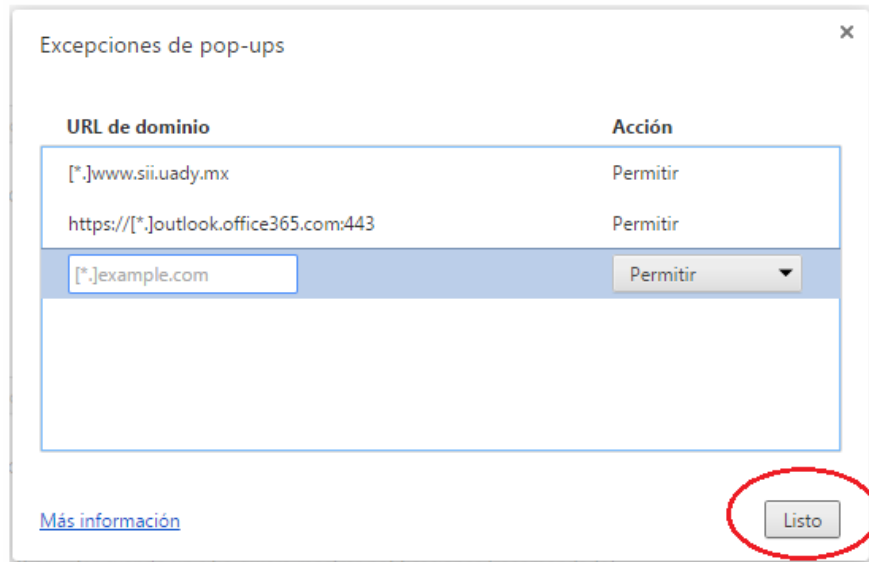 Excepciones de pop-ups
×
URL de dominio Acción
[*.]www.sii.uady.mx Permitir
https://[*.]outlook.office365.com:443 Permitir
[*.]example.com Permitir
Más información Listo